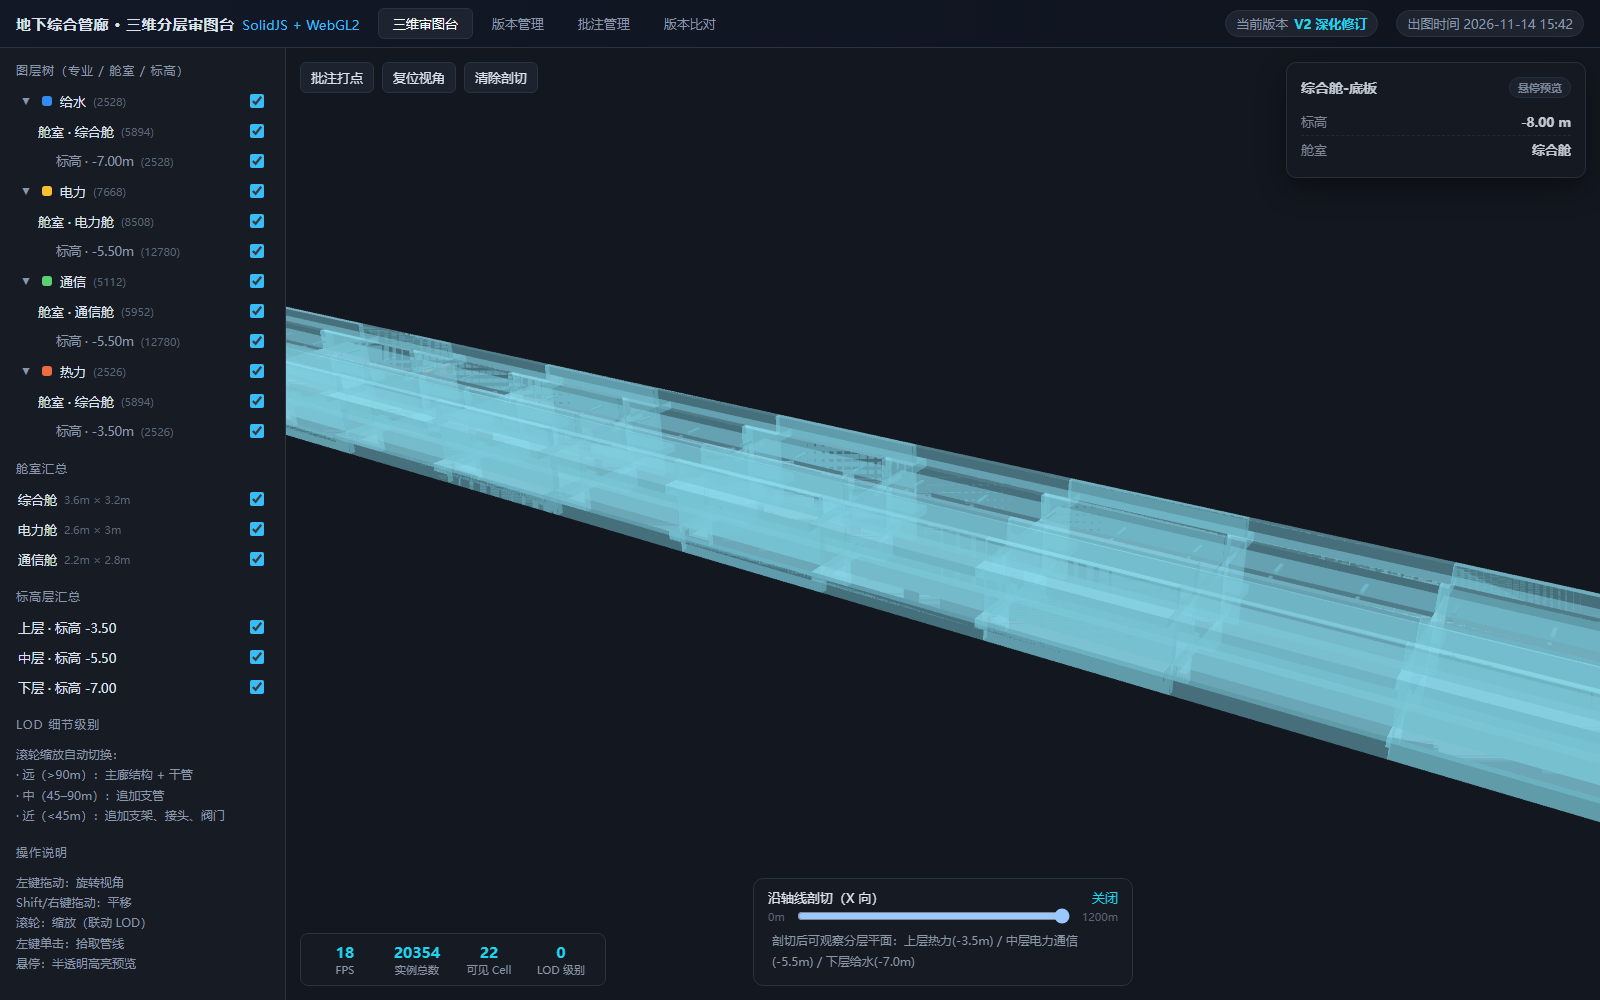 地下综合管廊 • 三维分层审图台 SolidJS + WebGL2
三维审图台
版本管理
批注管理
版本比对
当前版本 V2 深化修订
出图时间 2026-11-14 15:42
图层树（专业 / 舱室 / 标高）
▼ 给水 (2528)
舱室 · 综合舱 (5894)
标高 · -7.00m (2528)
▼ 电力 (7668)
舱室 · 电力舱 (8508)
标高 · -5.50m (12780)
▼ 通信 (5112)
舱室 · 通信舱 (5952)
标高 · -5.50m (12780)
▼ 热力 (2526)
舱室 · 综合舱 (5894)
标高 · -3.50m (2526)
舱室汇总
综合舱 3.6m × 3.2m
电力舱 2.6m × 3m
通信舱 2.2m × 2.8m
标高层汇总
上层 · 标高 -3.50
中层 · 标高 -5.50
下层 · 标高 -7.00
LOD 细节级别
滚轮缩放自动切换：
· 远（>90m）：主廊结构 + 干管
· 中（45–90m）：追加支管
· 近（<45m）：追加支架、接头、阀门
操作说明
左键拖动：旋转视角
Shift/右键拖动：平移
滚轮：缩放（联动 LOD）
左键单击：拾取管线
悬停：半透明高亮预览
批注打点
复位视角
清除剖切
综合舱-底板
悬停预览
标高 -8.00 m
舱室 综合舱
18
FPS
20354
实例总数
22
可见 Cell
0
LOD 级别
沿轴线剖切（X 向）
关闭
0m
1200m
剖切后可观察分层平面：上层热力(-3.5m) / 中层电力通信
(-5.5m) / 下层给水(-7.0m)